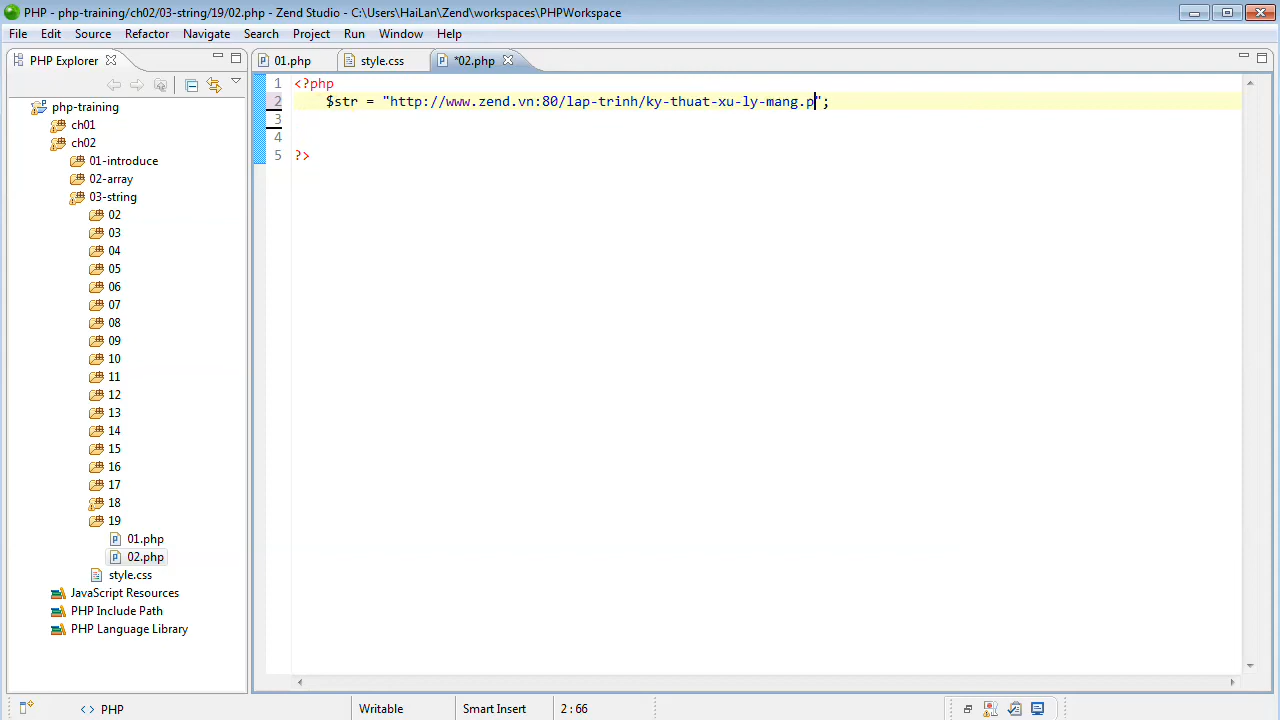 PHP - php-training/ch02/03-string/19/02.php - Zend Studio - C:\Users\HaiLan\Zend\workspaces\PHPWorkspace
File Edit Source Refactor Navigate Search Project Run Window Help
PHP Explorer
01.php style.css *02.php
php-training
ch01
ch02
01-introduce
02-array
03-string
02
03
04
05
06
07
08
09
10
11
12
13
14
15
16
17
18
19
01.php
02.php
style.css
JavaScript Resources
PHP Include Path
PHP Language Library
1 <?php
2 $str = "http://www.zend.vn:80/lap-trinh/ky-thuat-xu-ly-mang.p";
3
4
5 ?>
<> PHP Writable Smart Insert 2 : 66